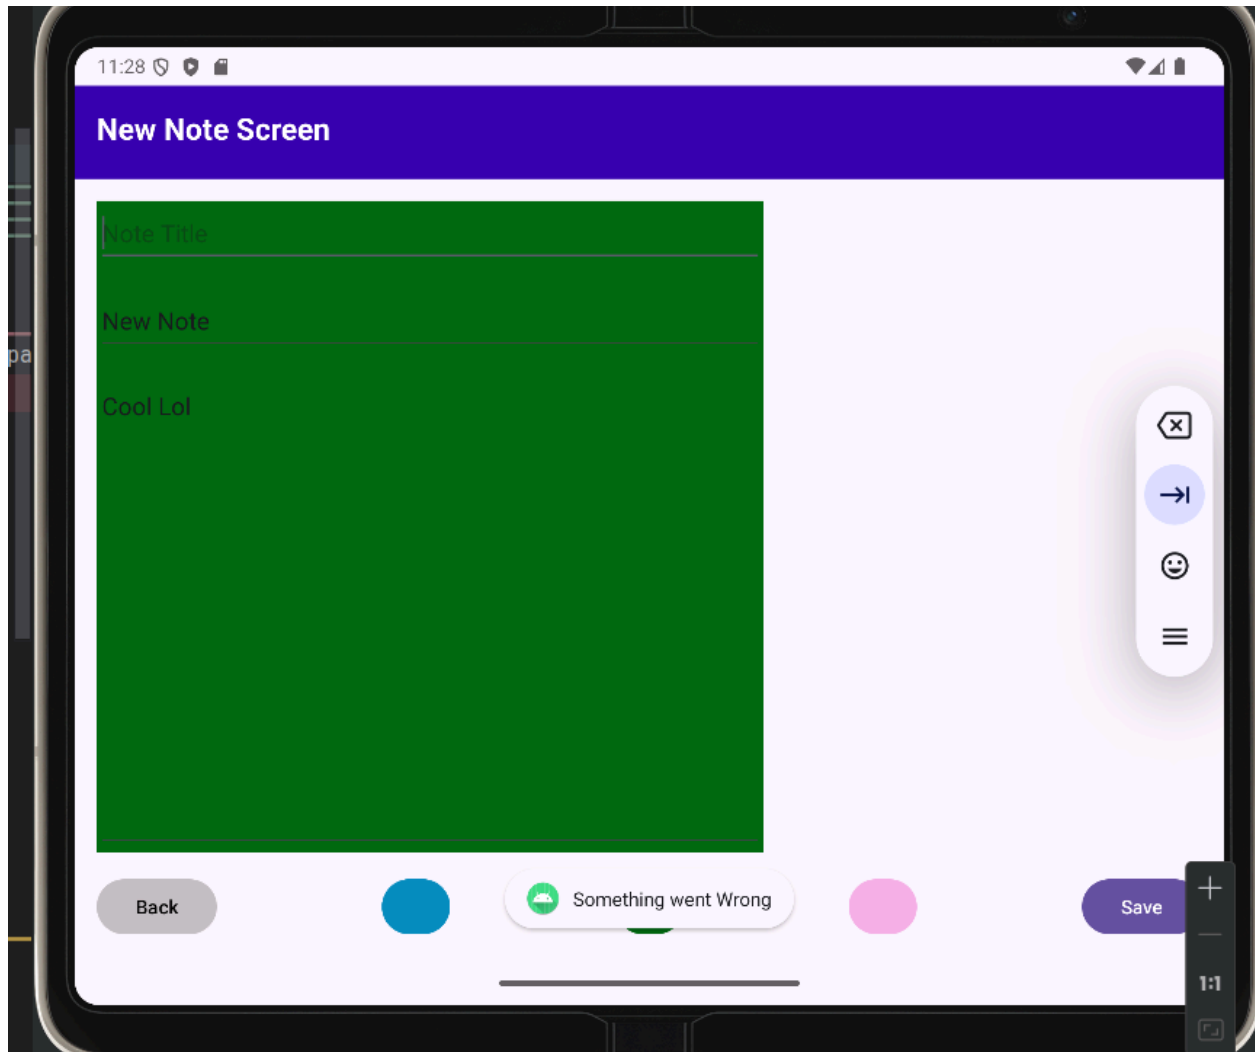 11:28
New Note Screen
Note Title
New Note
pa
Cool Lol
Back
Something went Wrong
Save
1:1